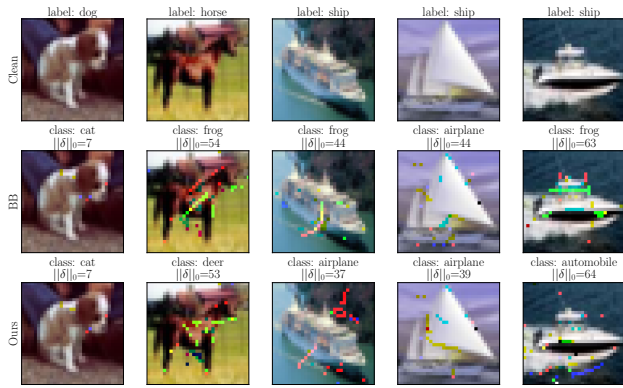 label: dog label: horse label: ship label: ship label: ship
Clean
class: cat class: frog class: frog class: airplane class: frog
||δ||₀=7 ||δ||₀=54 ||δ||₀=44 ||δ||₀=44 ||δ||₀=63
BB
class: cat class: deer class: airplane class: airplane class: automobile
||δ||₀=7 ||δ||₀=53 ||δ||₀=37 ||δ||₀=39 ||δ||₀=64
Ours